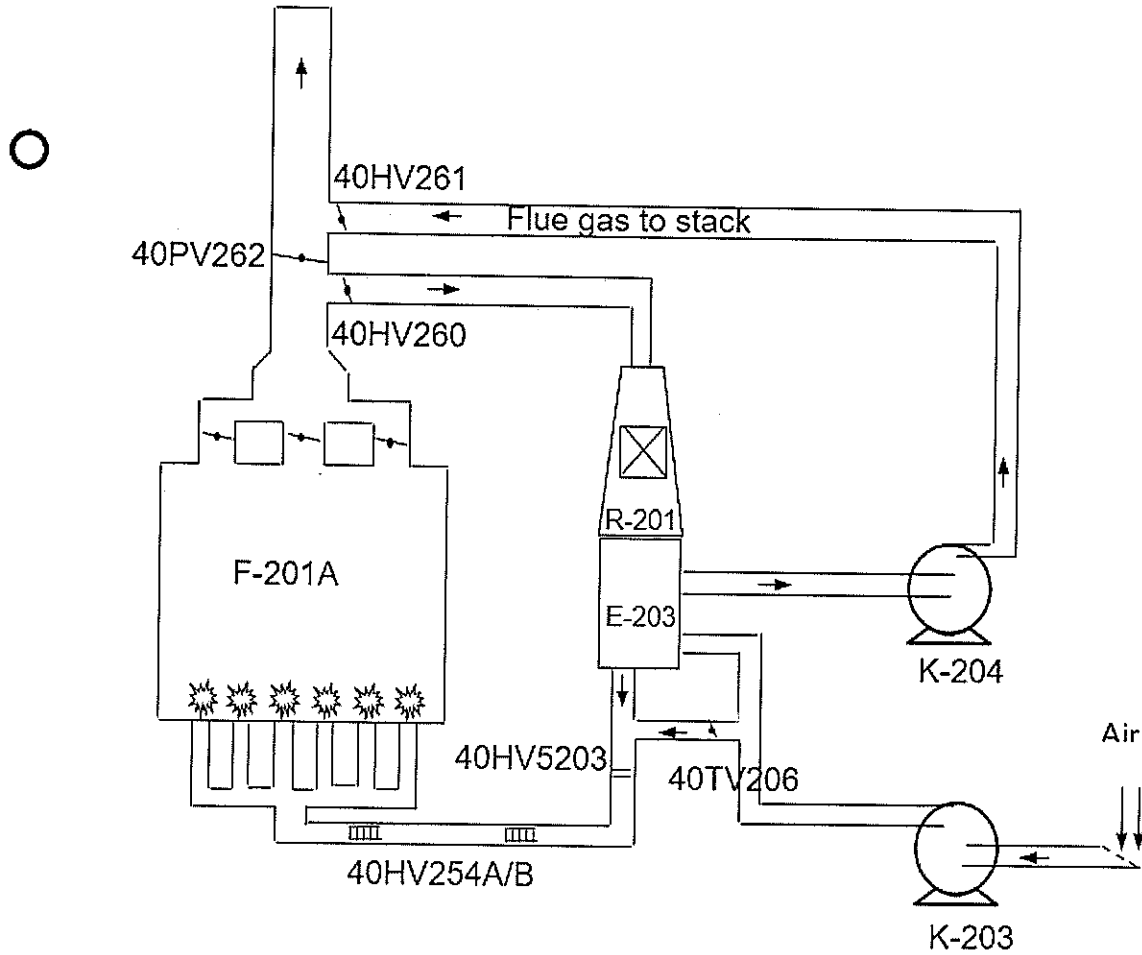 40HV261
Flue gas to stack
40PV262
40HV260
R-201
F-201A
E-203
K-204
Air
40HV5203
40TV206
40HV254A/B
K-203